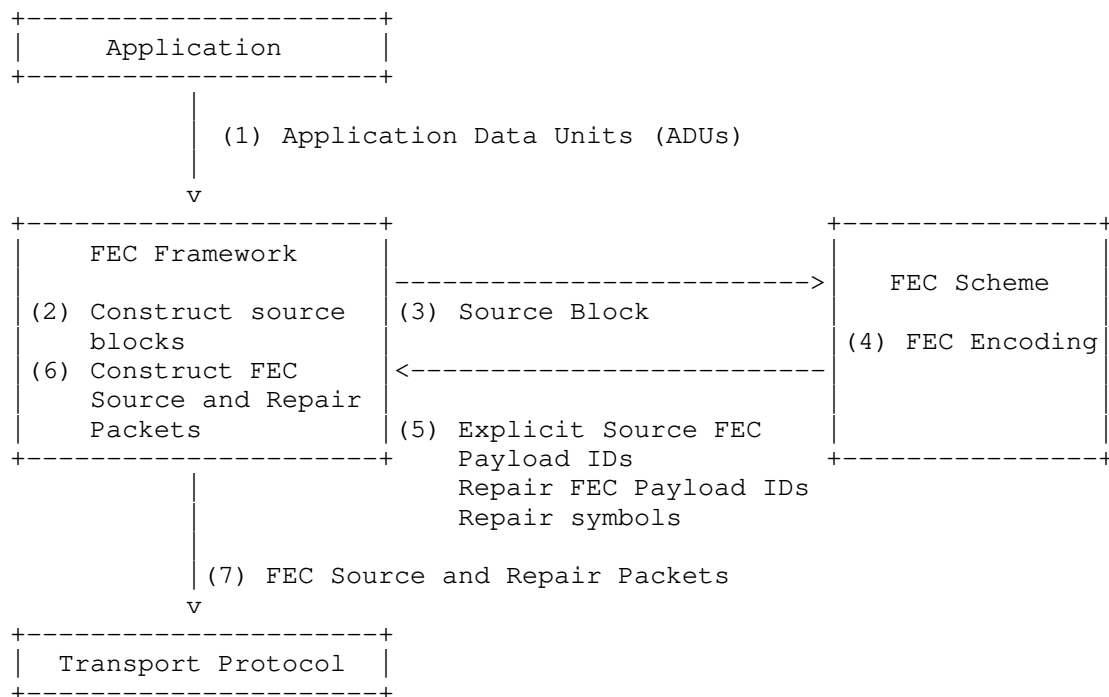 Application
(1) Application Data Units (ADUs)
v
FEC Framework
> FEC Scheme
(2) Construct source (3) Source Block
blocks (4) FEC Encoding
(6) Construct FEC <
Source and Repair
Packets (5) Explicit Source FEC
Payload IDs
Repair FEC Payload IDs
Repair symbols
(7) FEC Source and Repair Packets
v
Transport Protocol